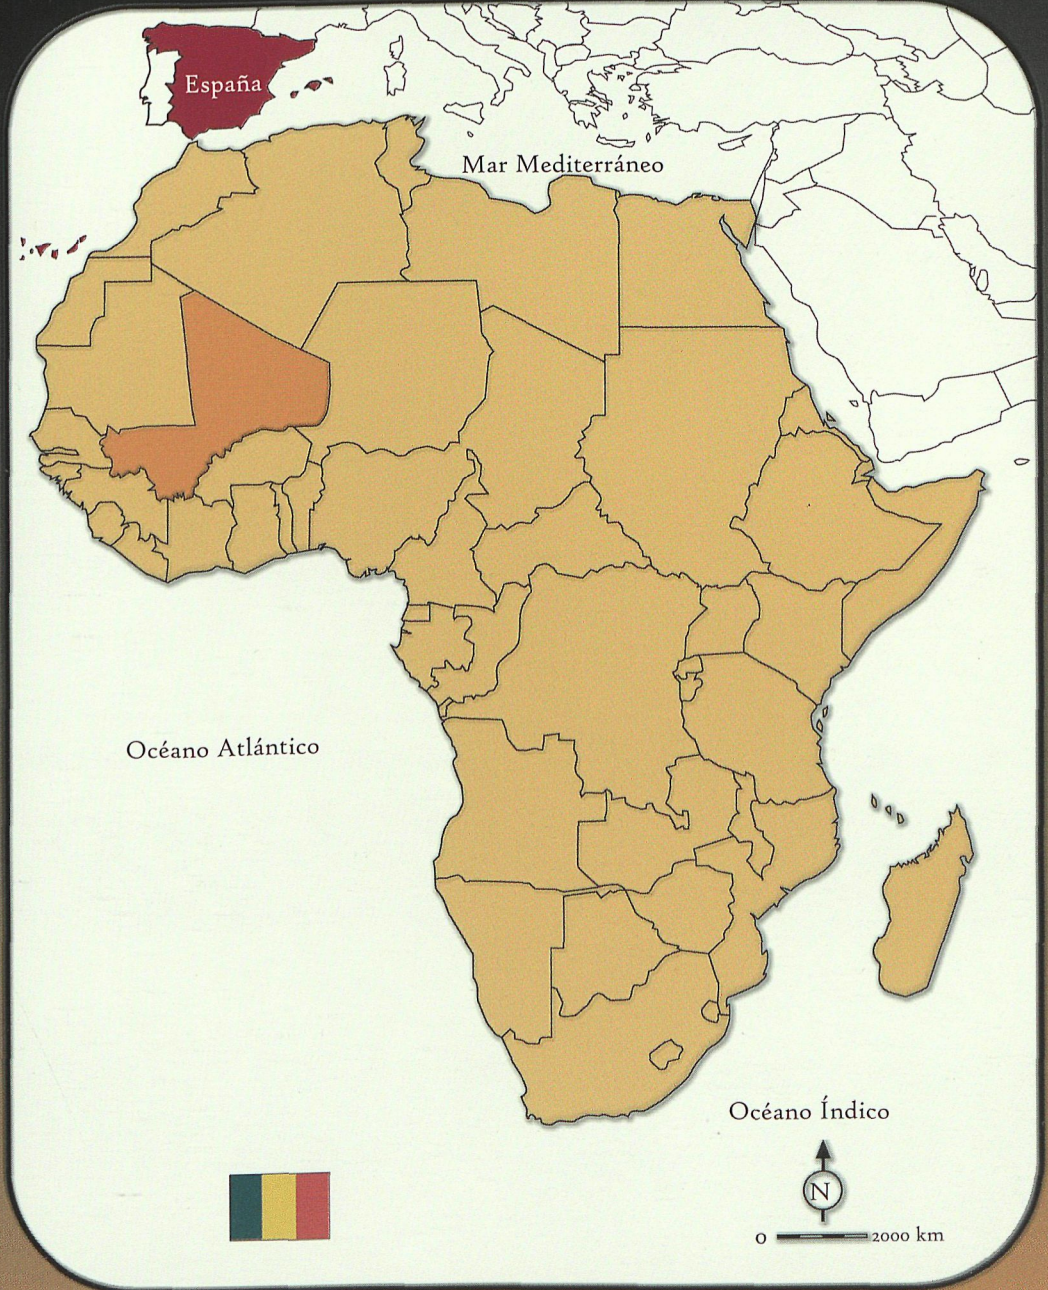 España
Mar Mediterráneo
Océano Atlántico
Océano Índico
N
0 2000 km